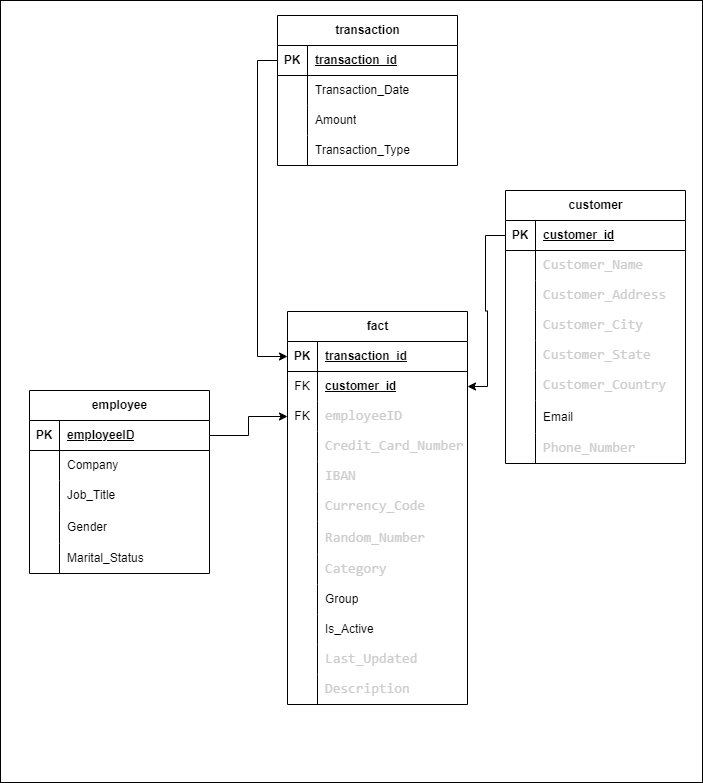 transaction
PK transaction_id
Transaction_Date
Amount
Transaction_Type
customer
PK customer_id
Customer_Name
Customer_Address
Customer_City
Customer_State
Customer_Country
Email
Phone_Number
fact
PK transaction_id
FK customer_id
FK employeeID
Credit_Card_Number
IBAN
Currency_Code
Random_Number
Category
Group
Is_Active
Last_Updated
Description
employee
PK employeeID
Company
Job_Title
Gender
Marital_Status